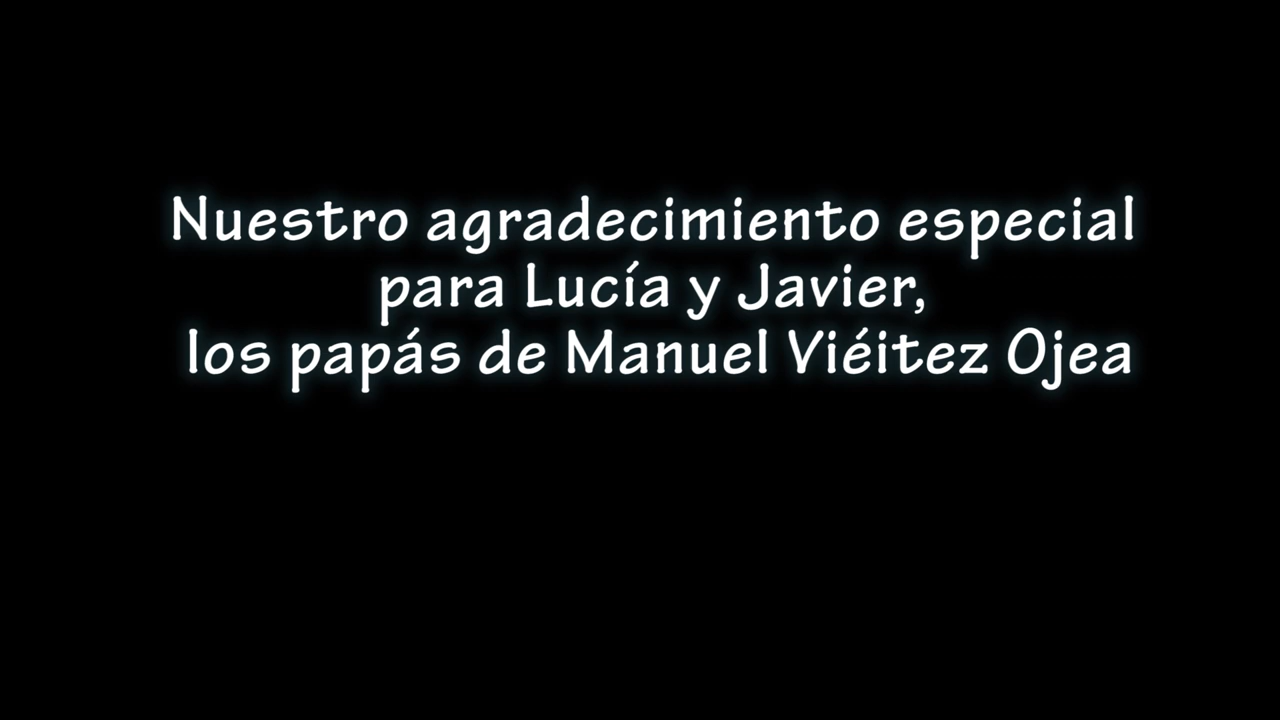 Nuestro agradecimiento especial
para Lucía y Javier,
los papás de Manuel Viéitez Ojea